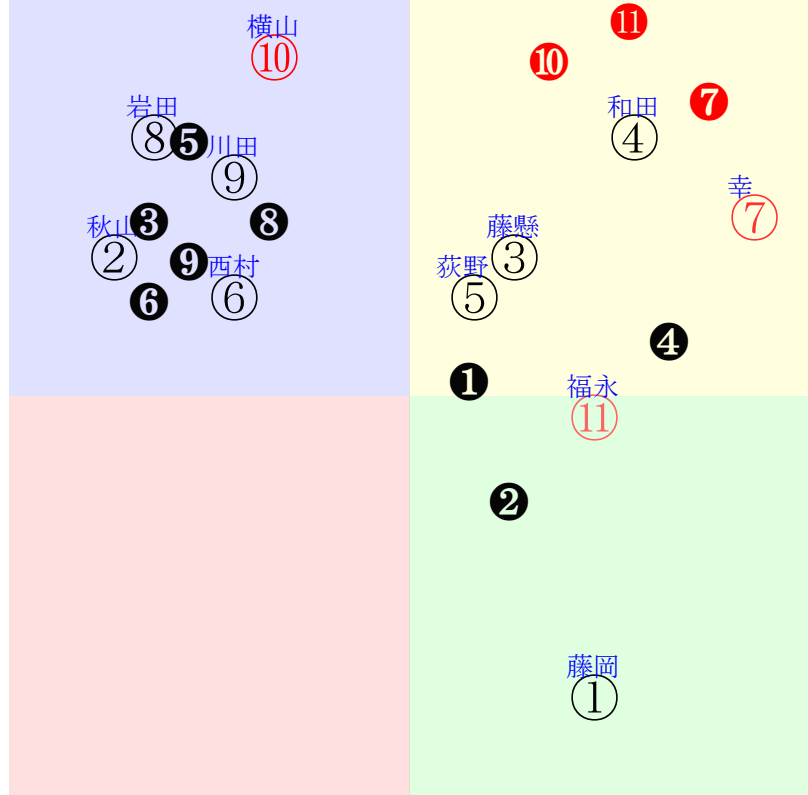 横山
⑩
⓫
❿
岩田
⑧
❺
川田
⑨
和田
④
❼
秋山
②
❸
❽
❾
西村
⑥
❻
幸
⑦
藤懸
③
荻野
⑤
❹
❶
福永
⑪
❷
藤岡
①